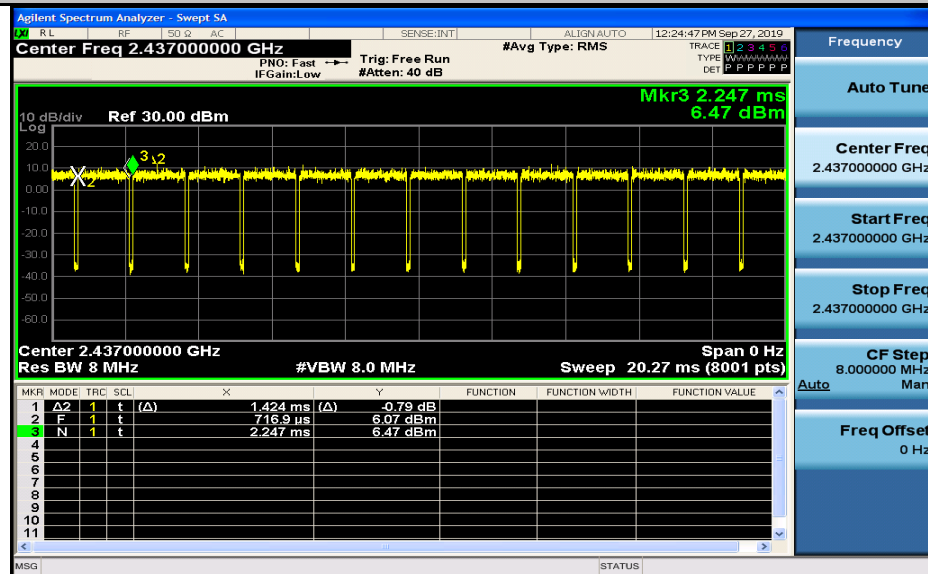 Agilent Spectrum Analyzer - Swept SA
LXI RL RF 50 Ω AC SENSE:INT ALIGN AUTO 12:24:47 PM Sep 27, 2019
Center Freq 2.437000000 GHz
PNO: Fast
IFGain:Low
Trig: Free Run
#Atten: 40 dB
#Avg Type: RMS
TRACE 1 2 3 4 5 6
TYPE W
DET P P P P P P
Frequency
Mkr3 2.247 ms
6.47 dBm
10 dB/div Ref 30.00 dBm
Log
20.0
10.0
0.00
-10.0
-20.0
-30.0
-40.0
-50.0
-60.0
3 2
2
Center 2.437000000 GHz Span 0 Hz
Res BW 8 MHz #VBW 8.0 MHz Sweep 20.27 ms (8001 pts)
MKR MODE TRC SCL X Y FUNCTION FUNCTION WIDTH FUNCTION VALUE
1 Δ2 1 t (Δ) 1.424 ms (Δ) -0.79 dB
2 F 1 t 716.9 µs 6.07 dBm
3 N 1 t 2.247 ms 6.47 dBm
4
5
6
7
8
9
10
11
MSG STATUS
Auto Tune
Center Freq
2.437000000 GHz
Start Freq
2.437000000 GHz
Stop Freq
2.437000000 GHz
CF Step
8.000000 MHz
Auto Man
Freq Offset
0 Hz